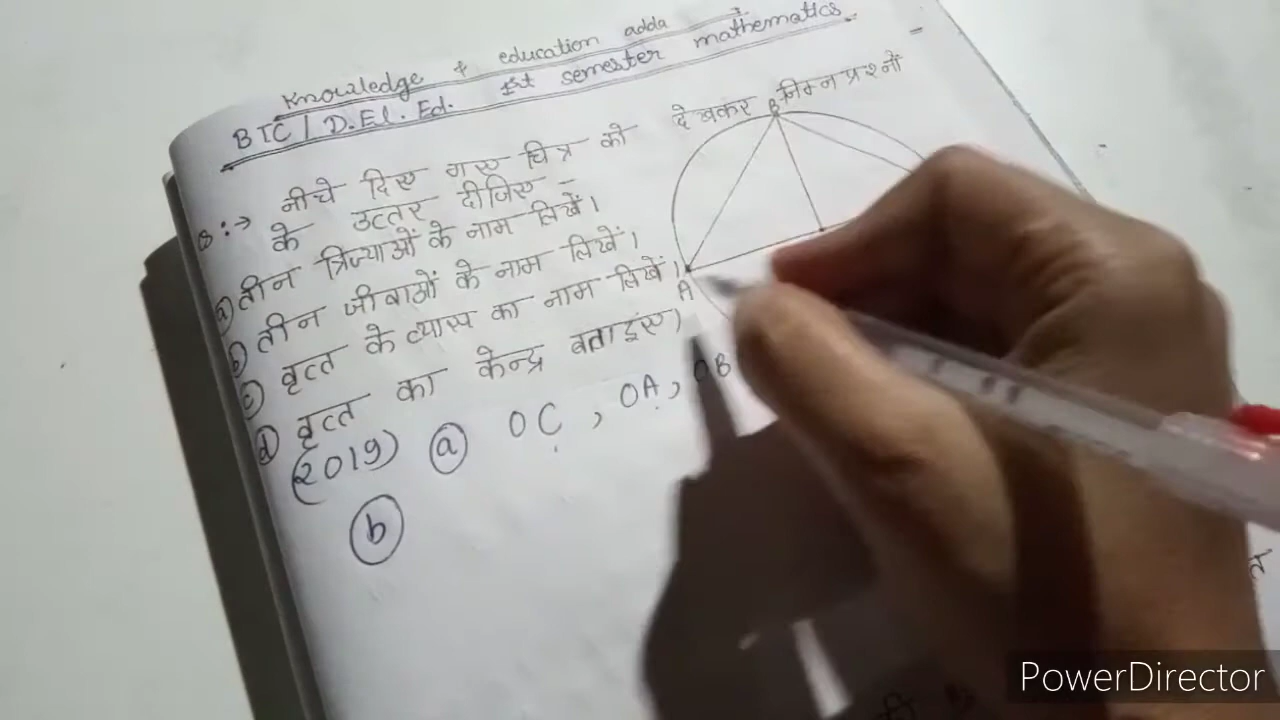 Knowledge & education adda
BTC / D.El.Ed. 1st semester mathematics
Q:→ नीचे दिए गए चित्र को देखकर निम्न प्रश्नों
के उत्तर दीजिए -
(a) तीन त्रिज्याओं के नाम लिखें।
(b) तीन जीवाओं के नाम लिखें।
(c) वृत्त के व्यास का नाम लिखें।
(d) वृत्त का केन्द्र बताइए)
(2019) (a) OC, OA, OB
(b)
B
A
PowerDirector